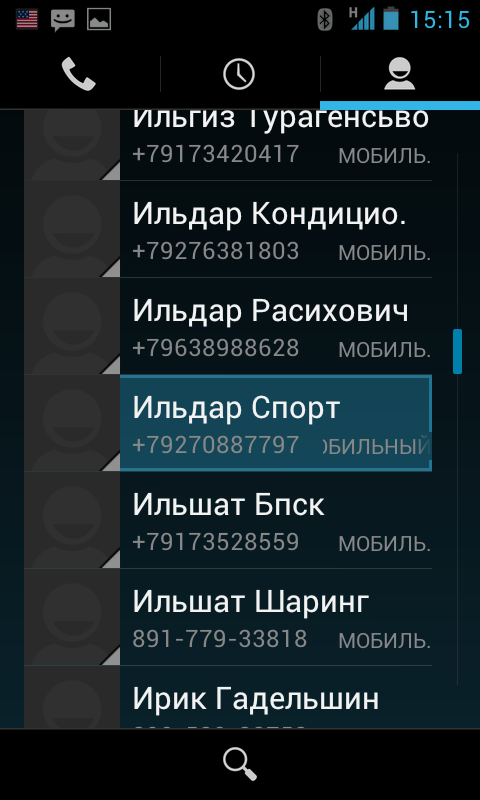 H 15:15
Ильгиз Турагенсьво
+79173420417 МОБИЛЬ.
Ильдар Кондицио.
+79276381803 МОБИЛЬ.
Ильдар Расихович
+79638988628 МОБИЛЬ.
Ильдар Спорт
+79270887797 ОБИЛЬНЫЙ
Ильшат Бпск
+79173528559 МОБИЛЬ.
Ильшат Шаринг
891-779-33818 МОБИЛЬ.
Ирик Гадельшин